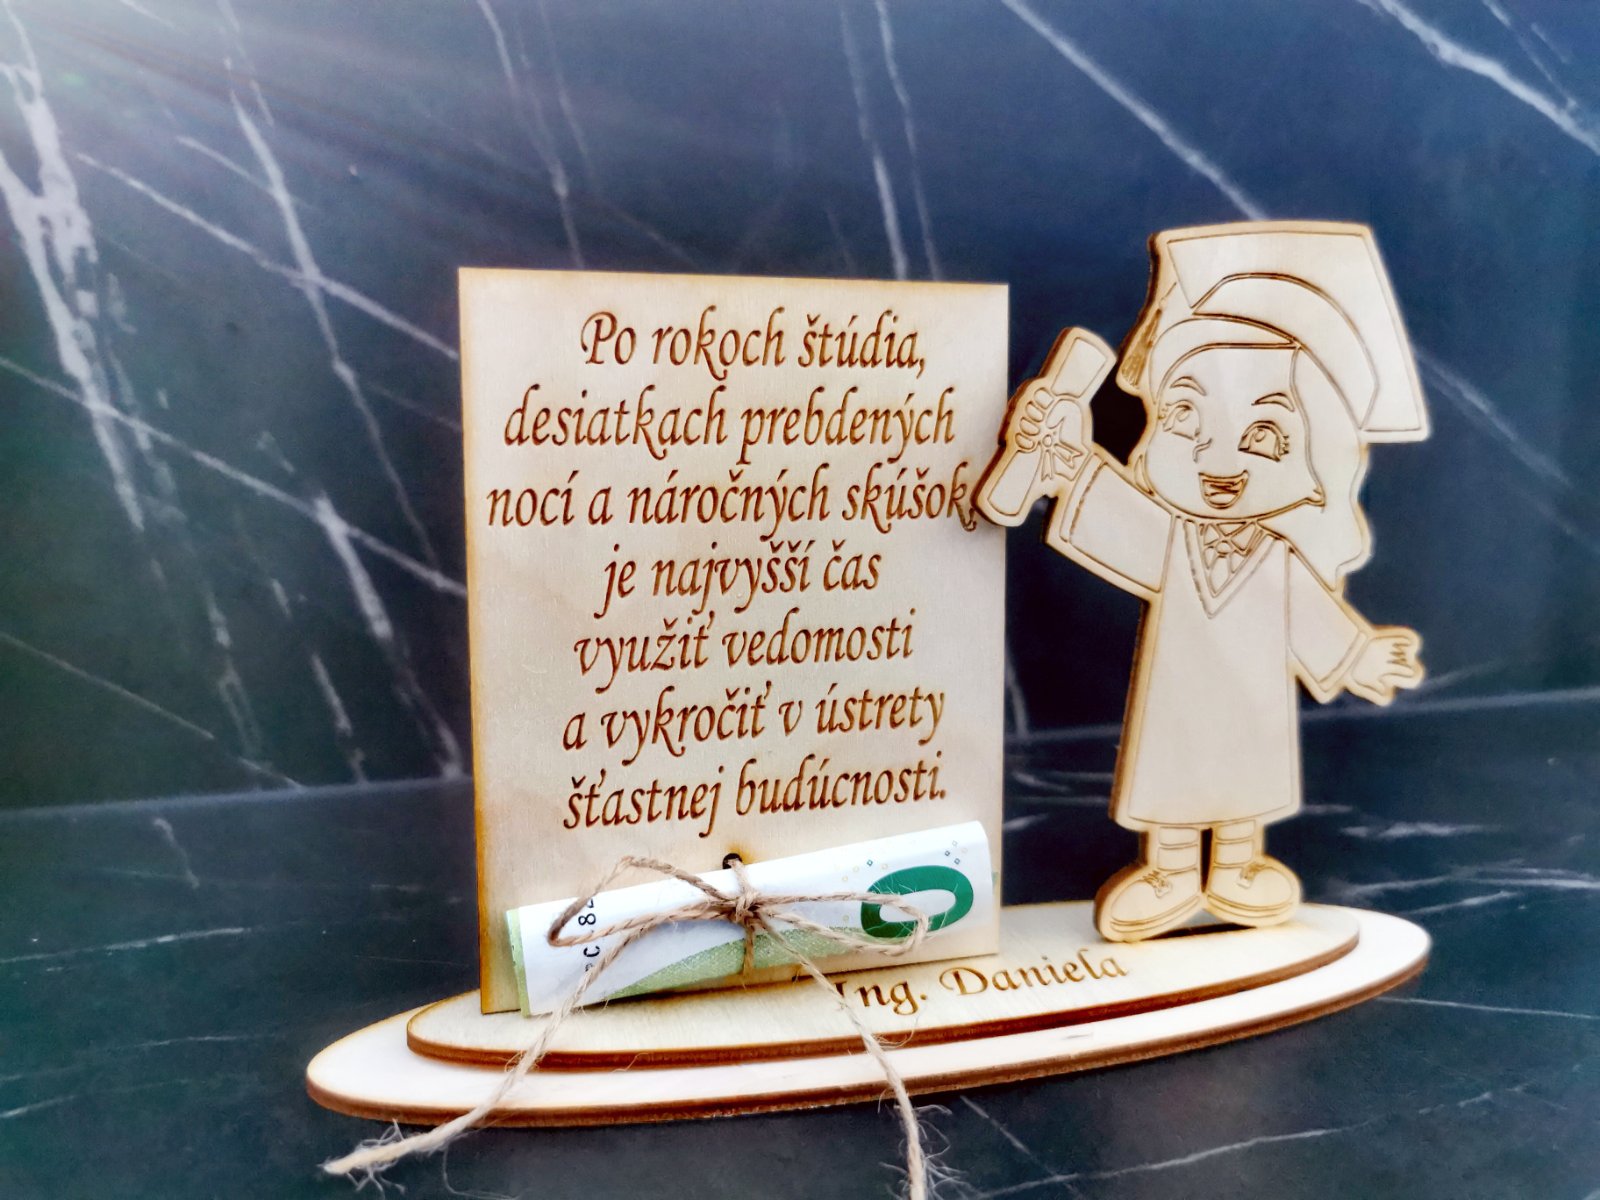 Po rokoch štúdia,
desiatkach prebdených
nocí a náročných skúšok,
je najvyšší čas
využiť vedomosti
a vykročiť v ústrety
šťastnej budúcnosti.
0
Ing. Daniela